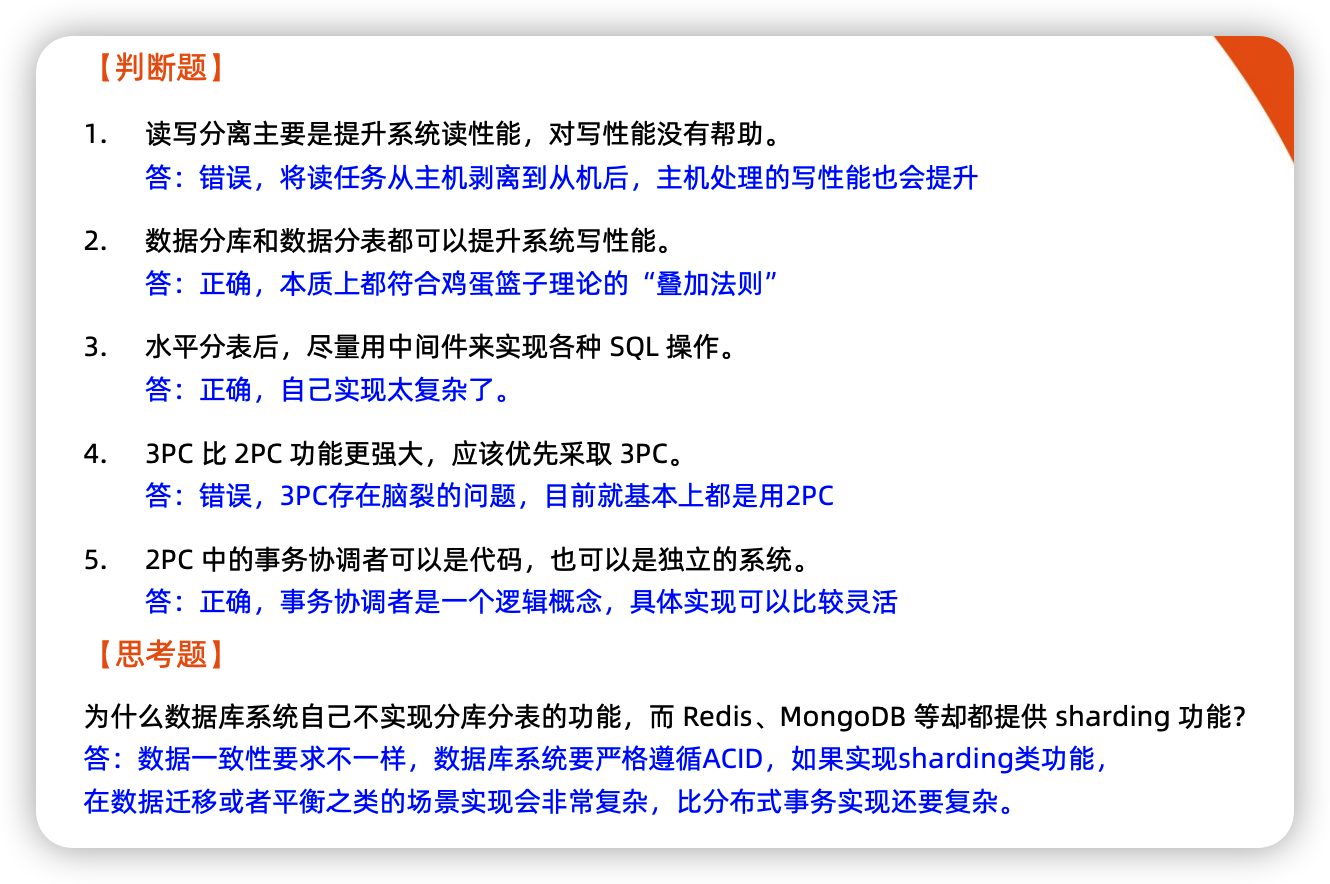 【判断题】
1. 读写分离主要是提升系统读性能，对写性能没有帮助。
答：错误，将读任务从主机剥离到从机后，主机处理的写性能也会提升
2. 数据分库和数据分表都可以提升系统写性能。
答：正确，本质上都符合鸡蛋篮子理论的“叠加法则”
3. 水平分表后，尽量用中间件来实现各种 SQL 操作。
答：正确，自己实现太复杂了。
4. 3PC 比 2PC 功能更强大，应该优先采取 3PC。
答：错误，3PC存在脑裂的问题，目前就基本上都是用2PC
5. 2PC 中的事务协调者可以是代码，也可以是独立的系统。
答：正确，事务协调者是一个逻辑概念，具体实现可以比较灵活
【思考题】
为什么数据库系统自己不实现分库分表的功能，而 Redis、MongoDB 等却都提供 sharding 功能？
答：数据一致性要求不一样，数据库系统要严格遵循ACID，如果实现sharding类功能，
在数据迁移或者平衡之类的场景实现会非常复杂，比分布式事务实现还要复杂。